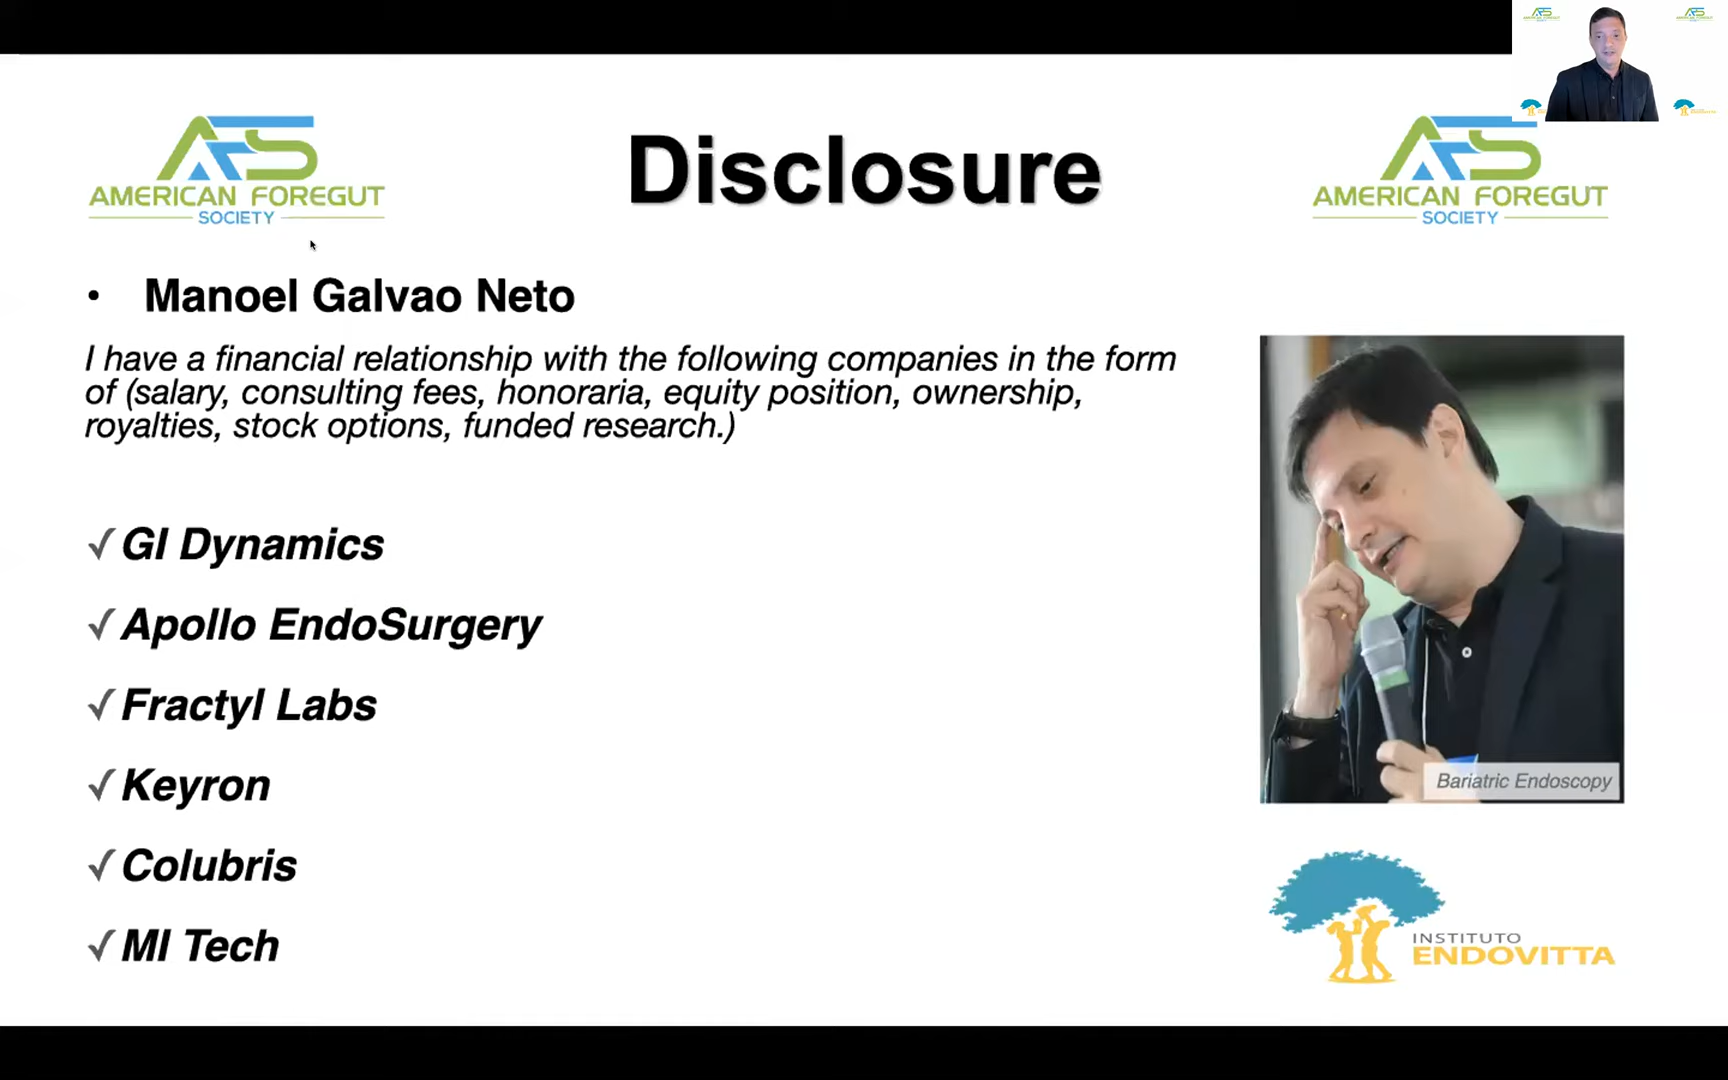 AFS
AMERICAN FOREGUT
SOCIETY
Disclosure
AFS
AMERICAN FOREGUT
SOCIETY
• Manoel Galvao Neto
I have a financial relationship with the following companies in the form
of (salary, consulting fees, honoraria, equity position, ownership,
royalties, stock options, funded research.)
✓ GI Dynamics
✓ Apollo EndoSurgery
✓ Fractyl Labs
✓ Keyron
✓ Colubris
✓ MI Tech
Bariatric Endoscopy
INSTITUTO
ENDOVITTA